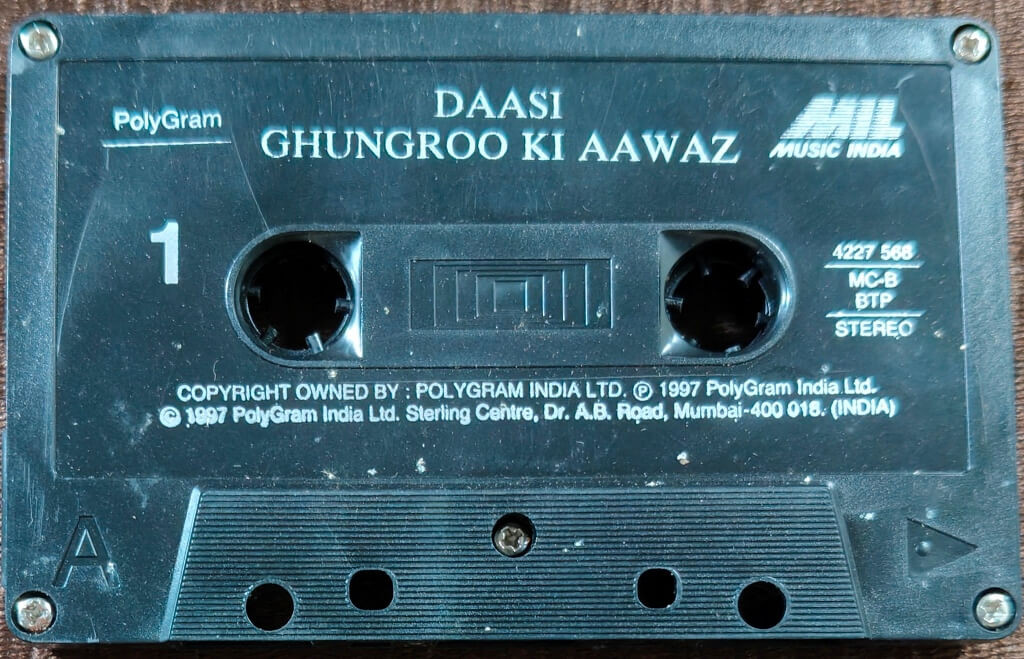 PolyGram
DAASI
GHUNGROO KI AAWAZ
MIL
MUSIC INDIA
1
4227 568
MC-B
BTP
STEREO
COPYRIGHT OWNED BY : POLYGRAM INDIA LTD. Ⓟ 1997 PolyGram India Ltd.
© 1997 PolyGram India Ltd. Sterling Centre, Dr. A.B. Road, Mumbai-400 018. (INDIA)
A